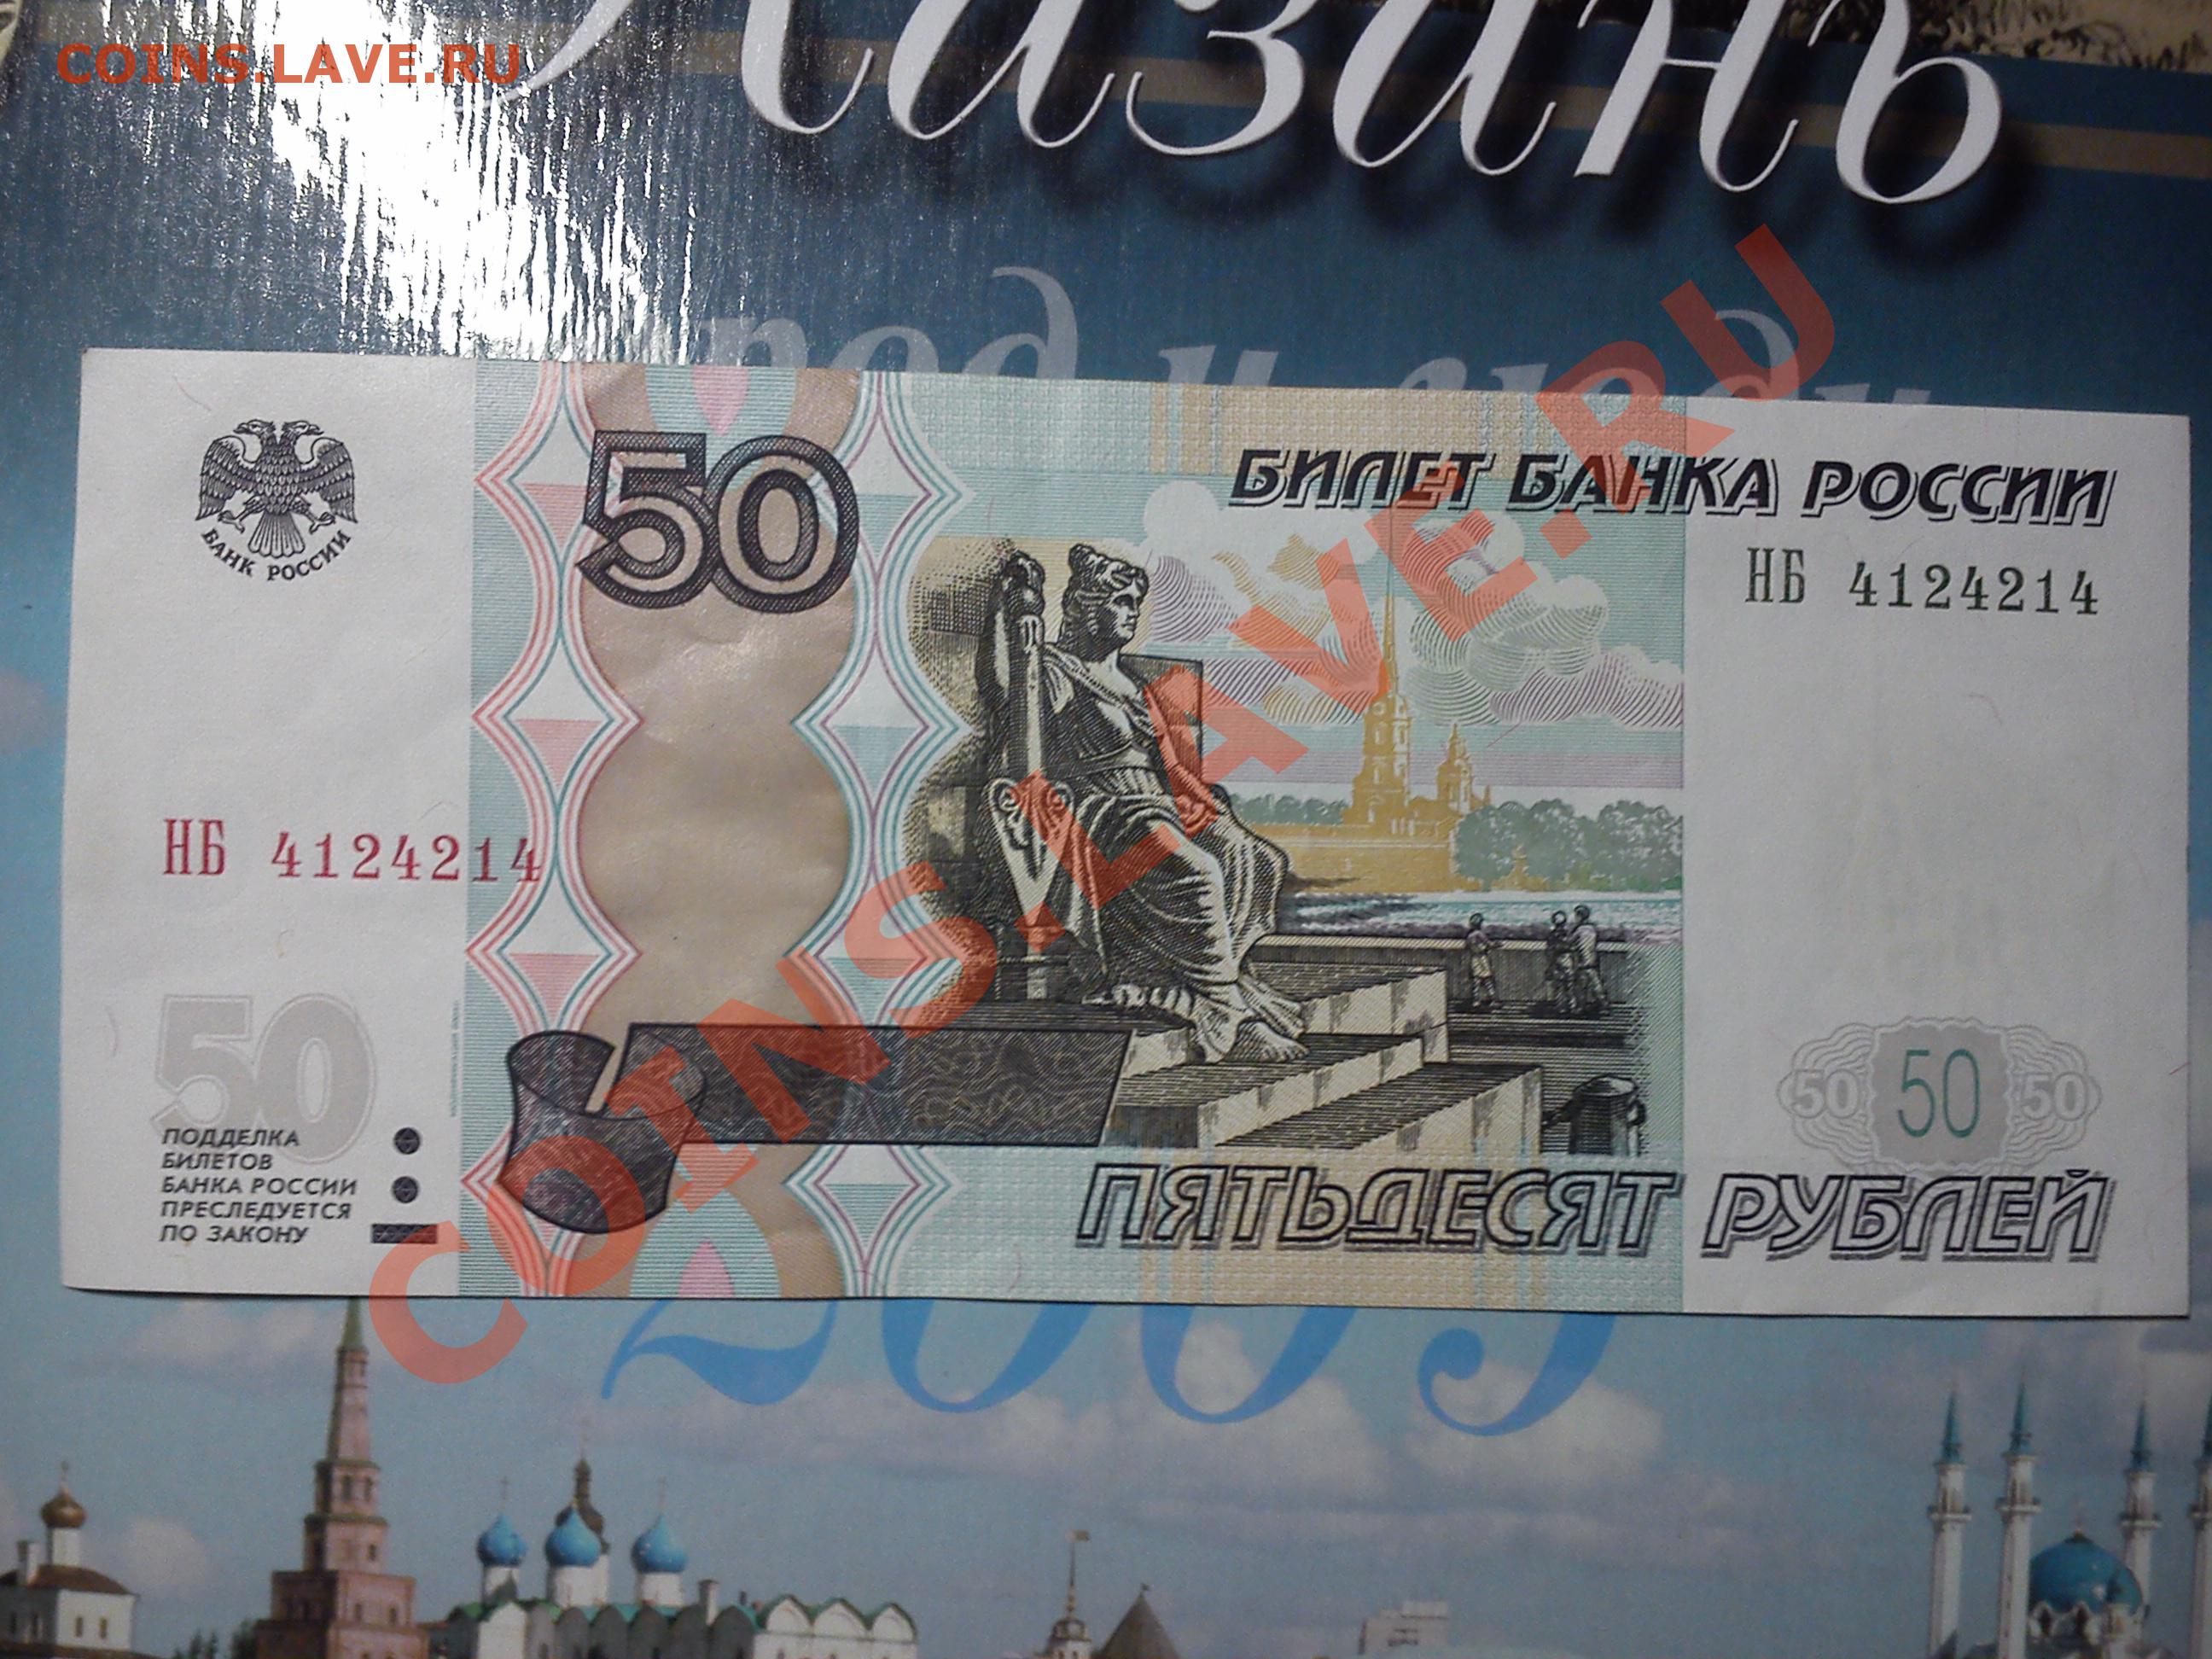 COINS.LAVE.RU
Казань
COINS.LAVE.RU
БАНК РОССИИ
50
БИЛЕТ БАНКА РОССИИ
НБ 4124214
НБ 4124214
50
ПОДДЕЛКА
БИЛЕТОВ
БАНКА РОССИИ
ПРЕСЛЕДУЕТСЯ
ПО ЗАКОНУ
50 50 50
ПЯТЬДЕСЯТ РУБЛЕЙ